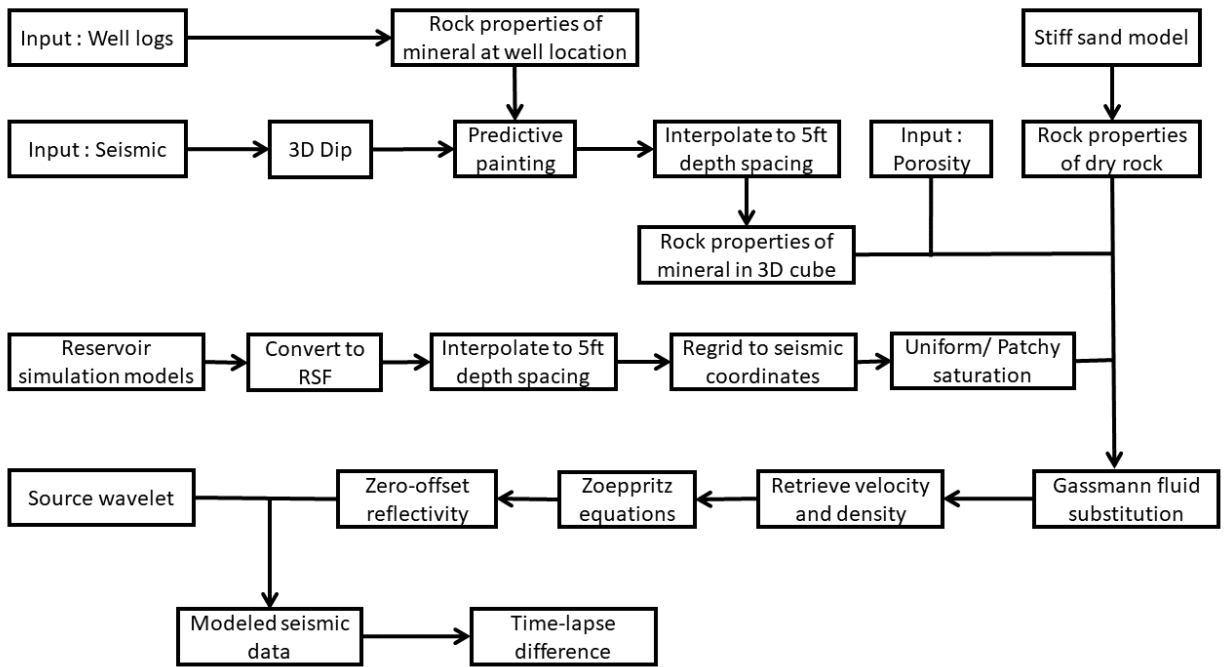 Input : Well logs
Rock properties of
mineral at well location
Stiff sand model
Input : Seismic
3D Dip
Predictive
painting
Interpolate to 5ft
depth spacing
Input :
Porosity
Rock properties
of dry rock
Rock properties of
mineral in 3D cube
Reservoir
simulation models
Convert to
RSF
Interpolate to 5ft
depth spacing
Regrid to seismic
coordinates
Uniform/ Patchy
saturation
Source wavelet
Zero-offset
reflectivity
Zoeppritz
equations
Retrieve velocity
and density
Gassmann fluid
substitution
Modeled seismic
data
Time-lapse
difference